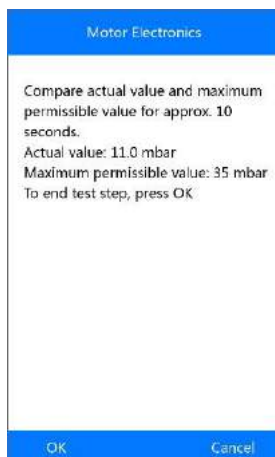 Motor Electronics
Compare actual value and maximum
permissible value for approx. 10
seconds.
Actual value: 11.0 mbar
Maximum permissible value: 35 mbar
To end test step, press OK
OK
Cancel